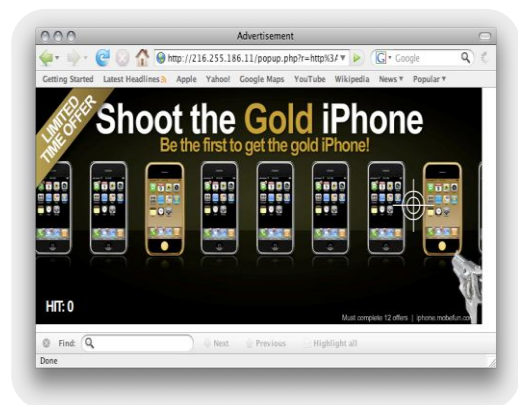 Advertisement
http://216.255.186.11/popup.php?r=http%3/
G Google
Getting Started Latest Headlines Apple Yahoo! Google Maps YouTube Wikipedia News Popular
LIMITED
TIME OFFER
Shoot the Gold iPhone
Be the first to get the gold iPhone!
HIT: 0
Must complete 12 offers | iphone.mobefun.com
Find: Next Previous Highlight all
Done